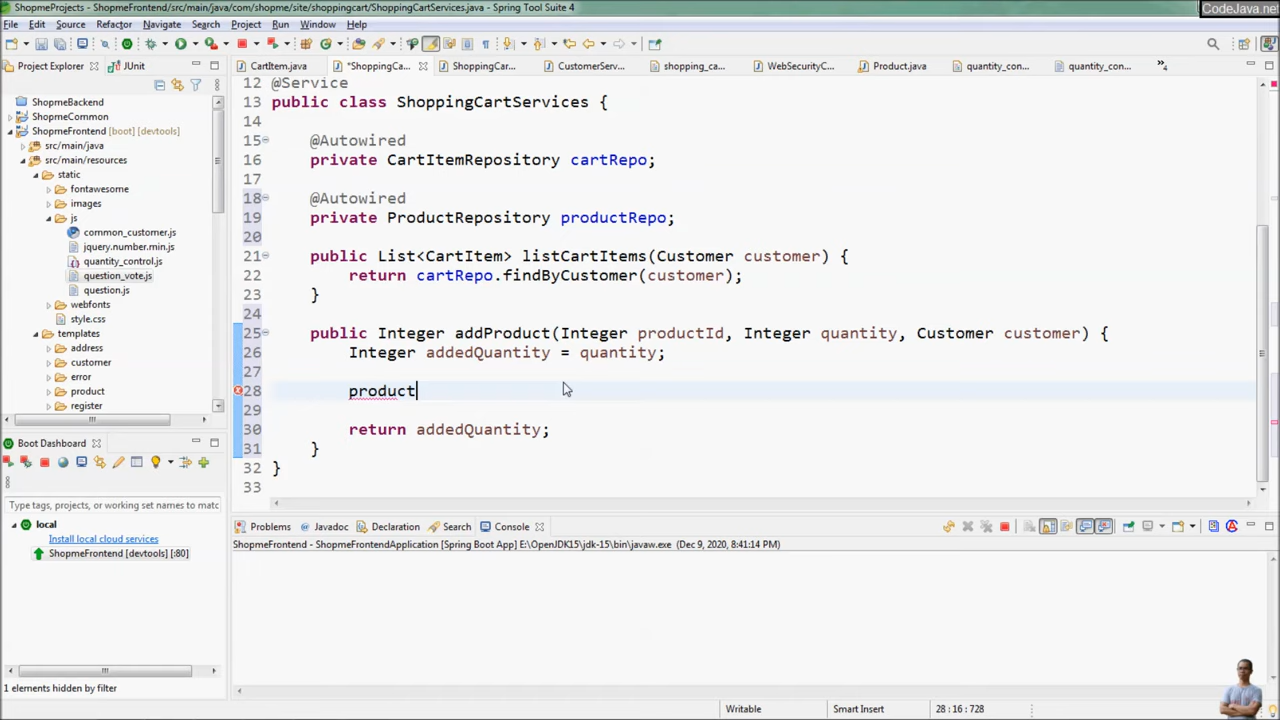 ShopmeProjects - ShopmeFrontend/src/main/java/com/shopme/site/shoppingcart/ShoppingCartServices.java - Spring Tool Suite 4
CodeJava.net
File Edit Source Refactor Navigate Search Project Run Window Help
Project Explorer JUnit
CartItem.java *ShoppingCa... ShoppingCar... CustomerServ... shopping_ca... WebSecurityC... Product.java quantity_con... quantity_con... »4
ShopmeBackend
ShopmeCommon
ShopmeFrontend [boot] [devtools]
src/main/java
src/main/resources
static
fontawesome
images
js
common_customer.js
jquery.number.min.js
quantity_control.js
question_vote.js
question.js
webfonts
style.css
templates
address
customer
error
product
register
12 @Service
13 public class ShoppingCartServices {
14
15 @Autowired
16 private CartItemRepository cartRepo;
17
18 @Autowired
19 private ProductRepository productRepo;
20
21 public List<CartItem> listCartItems(Customer customer) {
22 return cartRepo.findByCustomer(customer);
23 }
24
25 public Integer addProduct(Integer productId, Integer quantity, Customer customer) {
26 Integer addedQuantity = quantity;
27
28 product
29
30 return addedQuantity;
31 }
32 }
33
Boot Dashboard
Type tags, projects, or working set names to matc
local
Install local cloud services
ShopmeFrontend [devtools] [:80]
1 elements hidden by filter
Problems Javadoc Declaration Search Console
ShopmeFrontend - ShopmeFrontendApplication [Spring Boot App] E:\OpenJDK15\jdk-15\bin\javaw.exe (Dec 9, 2020, 8:41:14 PM)
Writable Smart Insert 28 : 16 : 728